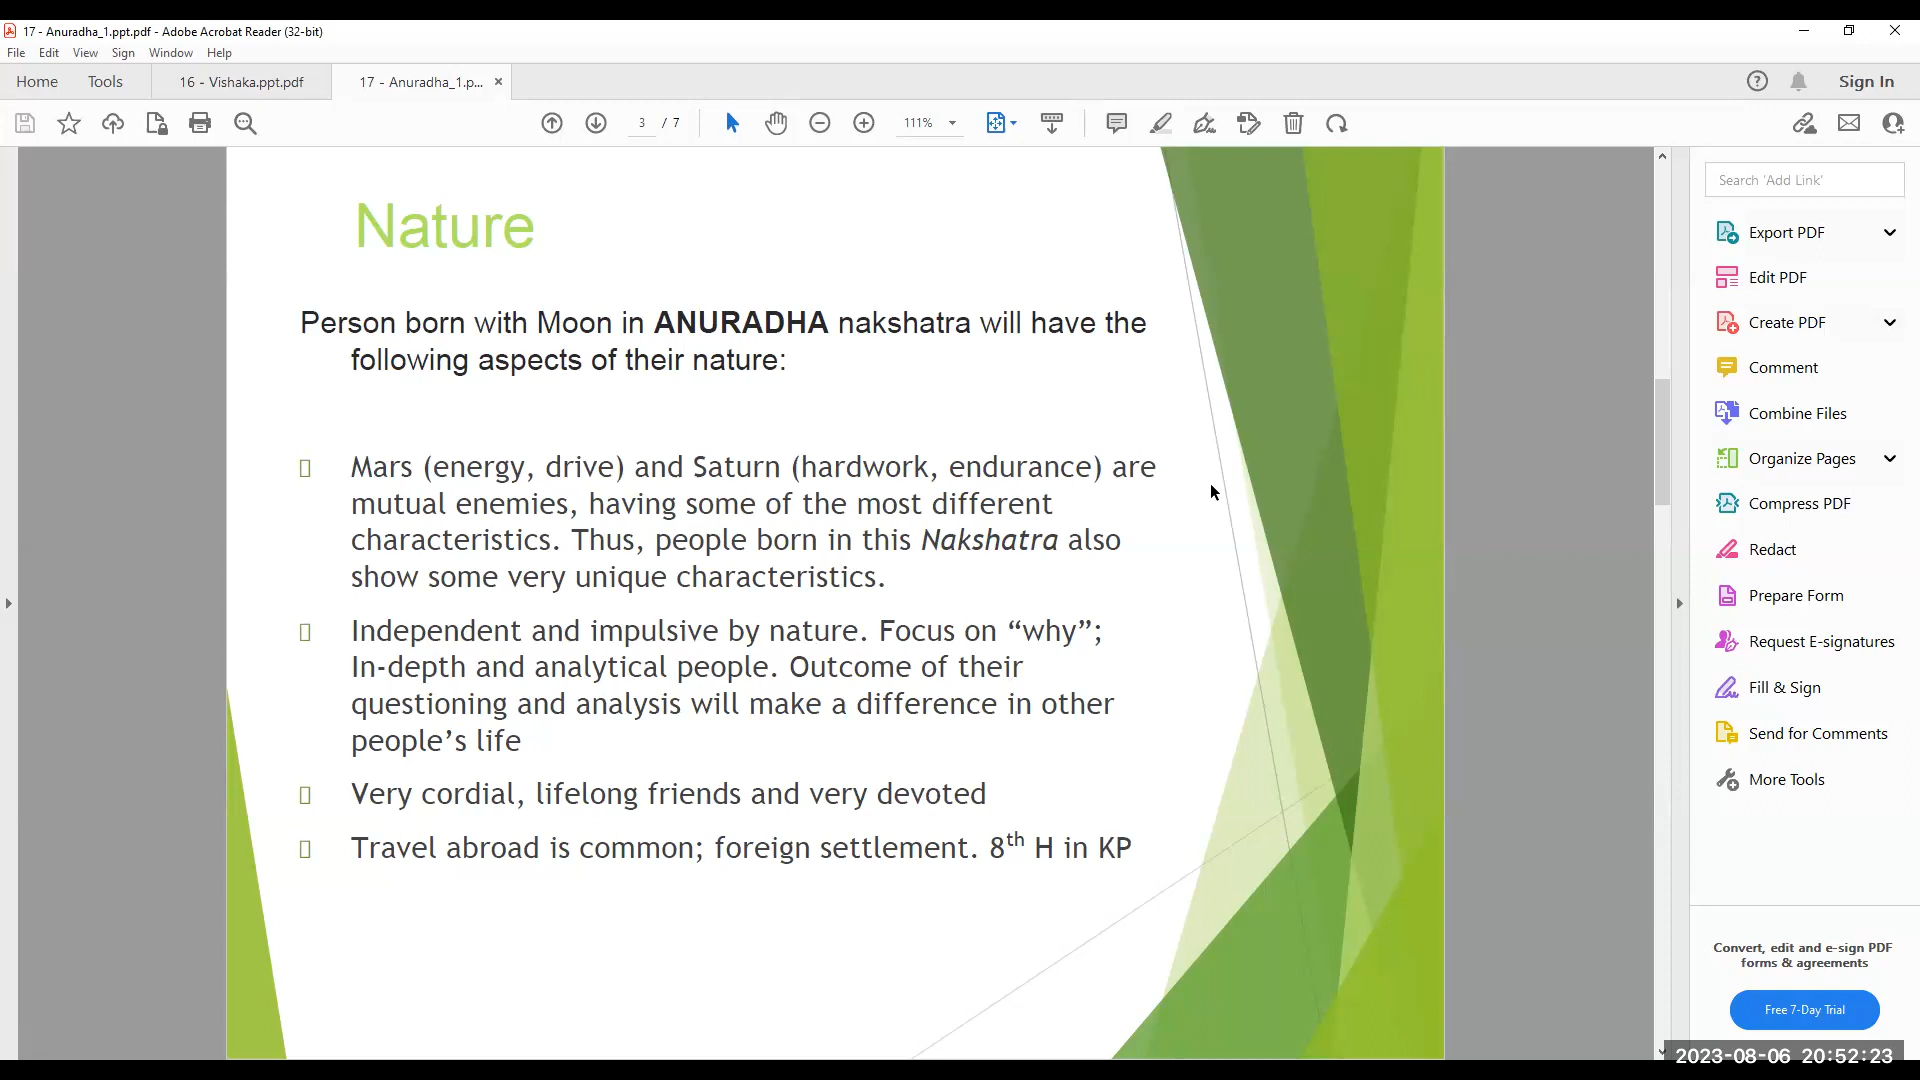 17 - Anuradha_1.ppt.pdf - Adobe Acrobat Reader (32-bit)
File Edit View Sign Window Help
Home Tools 16 - Vishaka.ppt.pdf 17 - Anuradha_1.p... Sign In
3 / 7 111%
Nature
Person born with Moon in ANURADHA nakshatra will have the
following aspects of their nature:
Mars (energy, drive) and Saturn (hardwork, endurance) are
mutual enemies, having some of the most different
characteristics. Thus, people born in this Nakshatra also
show some very unique characteristics.
Independent and impulsive by nature. Focus on “why”;
In-depth and analytical people. Outcome of their
questioning and analysis will make a difference in other
people’s life
Very cordial, lifelong friends and very devoted
Travel abroad is common; foreign settlement. 8th H in KP
Search 'Add Link'
Export PDF
Edit PDF
Create PDF
Comment
Combine Files
Organize Pages
Compress PDF
Redact
Prepare Form
Request E-signatures
Fill & Sign
Send for Comments
More Tools
Convert, edit and e-sign PDF
forms & agreements
Free 7-Day Trial
2023-08-06 20:52:23